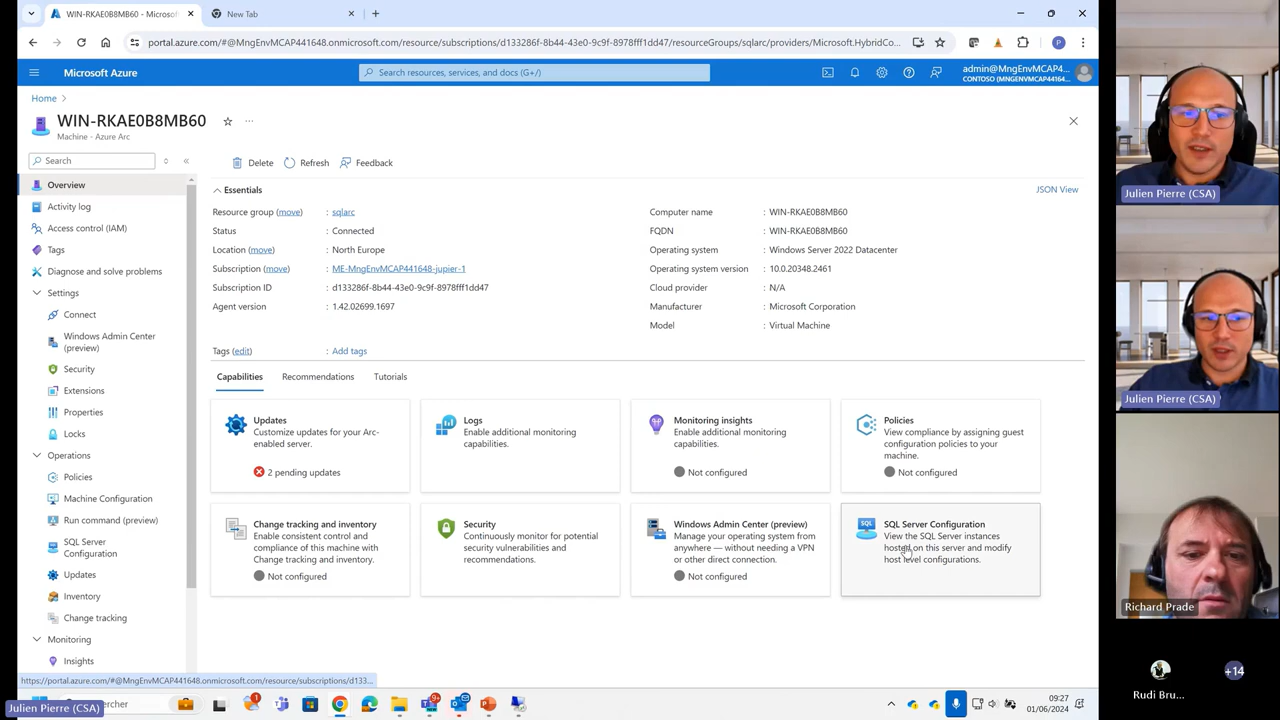 WIN-RKAE0B8MB60 - Microsof
New Tab
portal.azure.com/#@MngEnvMCAP441648.onmicrosoft.com/resource/subscriptions/d133286f-8b44-43e0-9c9f-8978fff1dd47/resourceGroups/sqlarc/providers/Microsoft.HybridCo...
Microsoft Azure
Search resources, services, and docs (G+/)
admin@MngEnvMCAP4...
CONTOSO (MNGENVMCAP44164...
Home
WIN-RKAE0B8MB60
Machine - Azure Arc
Search
Delete
Refresh
Feedback
Overview
Activity log
Access control (IAM)
Tags
Diagnose and solve problems
Settings
Connect
Windows Admin Center
(preview)
Security
Extensions
Properties
Locks
Operations
Policies
Machine Configuration
Run command (preview)
SQL Server
Configuration
Updates
Inventory
Change tracking
Monitoring
Insights
Essentials
JSON View
Resource group (move) : sqlarc
Status : Connected
Location (move) : North Europe
Subscription (move) : ME-MngEnvMCAP441648-jupier-1
Subscription ID : d133286f-8b44-43e0-9c9f-8978fff1dd47
Agent version : 1.42.02699.1697
Computer name : WIN-RKAE0B8MB60
FQDN : WIN-RKAE0B8MB60
Operating system : Windows Server 2022 Datacenter
Operating system version : 10.0.20348.2461
Cloud provider : N/A
Manufacturer : Microsoft Corporation
Model : Virtual Machine
Tags (edit) : Add tags
Capabilities
Recommendations
Tutorials
Updates
Customize updates for your Arc-
enabled server.
2 pending updates
Logs
Enable additional monitoring
capabilities.
Monitoring insights
Enable additional monitoring
capabilities.
Not configured
Policies
View compliance by assigning guest
configuration policies to your
machine.
Not configured
Change tracking and inventory
Enable consistent control and
compliance of this machine with
Change tracking and inventory.
Not configured
Security
Continuously monitor for potential
security vulnerabilities and
recommendations.
Windows Admin Center (preview)
Manage your operating system from
anywhere — without needing a VPN
or other direct connection.
Not configured
SQL
SQL Server Configuration
View the SQL Server instances
hosted on this server and modify
host level configurations.
https://portal.azure.com/#@MngEnvMCAP441648.onmicrosoft.com/resource/subscriptions/d133...
rcher
09:27
01/06/2024
Julien Pierre (CSA)
Julien Pierre (CSA)
Julien Pierre (CSA)
Richard Prade
Rudi Bru...
+14